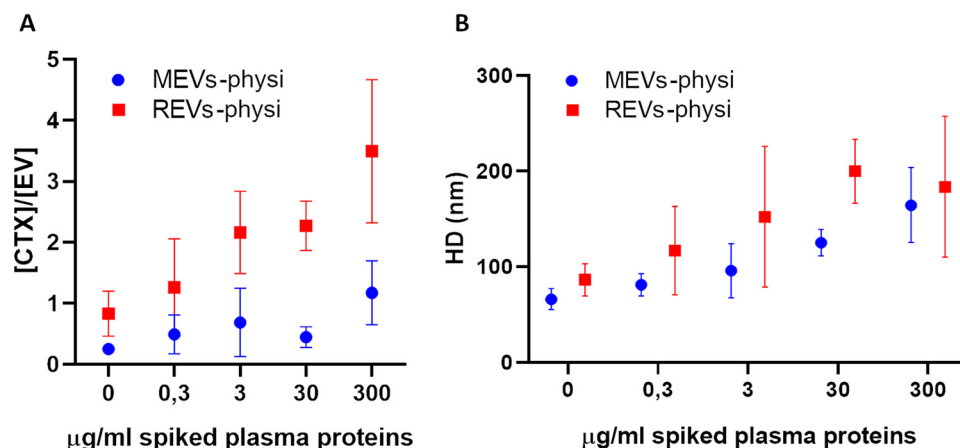 A
[CTX]/[EV]
5
4
3
2
1
0
MEVs-physi
REVs-physi
0 0,3 3 30 300
μg/ml spiked plasma proteins
B
HD (nm)
300
200
100
0
MEVs-physi
REVs-physi
0 0,3 3 30 300
μg/ml spiked plasma proteins